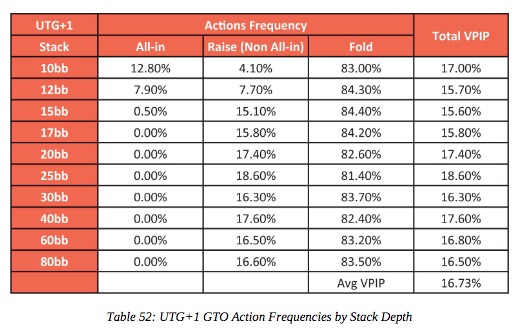 UTG+1 Actions Frequency Total VPIP
Stack All-in Raise (Non All-in) Fold
10bb 12.80% 4.10% 83.00% 17.00%
12bb 7.90% 7.70% 84.30% 15.70%
15bb 0.50% 15.10% 84.40% 15.60%
17bb 0.00% 15.80% 84.20% 15.80%
20bb 0.00% 17.40% 82.60% 17.40%
25bb 0.00% 18.60% 81.40% 18.60%
30bb 0.00% 16.30% 83.70% 16.30%
40bb 0.00% 17.60% 82.40% 17.60%
60bb 0.00% 16.50% 83.20% 16.80%
80bb 0.00% 16.60% 83.50% 16.50%
Avg VPIP 16.73%
Table 52: UTG+1 GTO Action Frequencies by Stack Depth